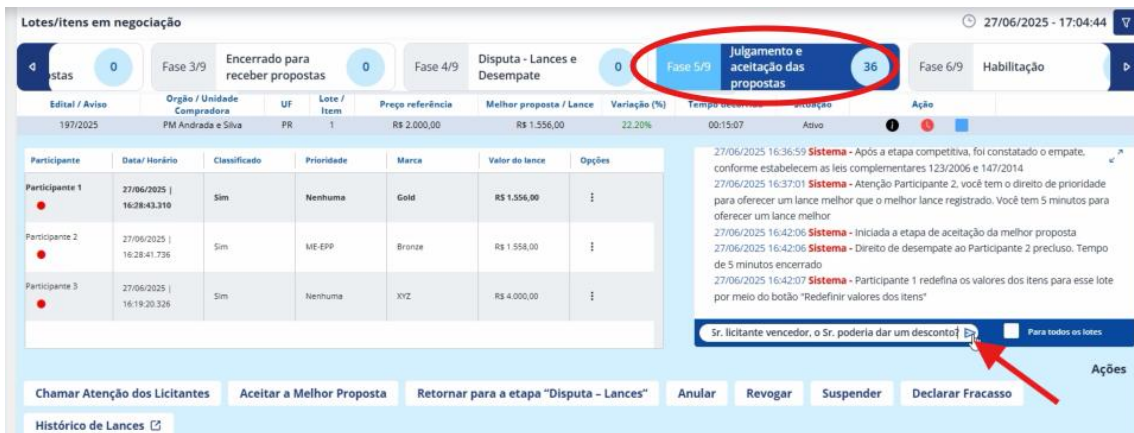 Lotes/itens em negociação
27/06/2025 - 17:04:44
ostas
0
Fase 3/9
Encerrado para
receber propostas
0
Fase 4/9
Disputa - Lances e
Desempate
0
Fase 5/9
Julgamento e
aceitação das
propostas
36
Fase 6/9
Habilitação
Edital / Aviso
Orgão / Unidade
Compradora
UF
Lote /
Item
Preço referência
Melhor proposta / Lance
Variação (%)
Tempo
Ação
197/2025
PM Andrada e Silva
PR
1
R$ 2.000,00
R$ 1.556,00
22.20%
00:15:07
Ativo
Participante
Data/ Horário
Classificado
Prioridade
Marca
Valor do lance
Opções
Participante 1
27/06/2025 |
16:28:43.310
Sim
Nenhuma
Gold
R$ 1.556,00
Participante 2
27/06/2025 |
16:28:41.736
Sim
ME-EPP
Bronze
R$ 1.558,00
Participante 3
27/06/2025 |
16:19:20.326
Sim
Nenhuma
XYZ
R$ 4.000,00
27/06/2025 16:36:59 Sistema - Após a etapa competitiva, foi constatado o empate,
conforme estabelecem as leis complementares 123/2006 e 147/2014
27/06/2025 16:37:01 Sistema - Atenção Participante 2, você tem o direito de prioridade
para oferecer um lance melhor que o melhor lance registrado. Você tem 5 minutos para
oferecer um lance melhor
27/06/2025 16:42:06 Sistema - Iniciada a etapa de aceitação da melhor proposta
27/06/2025 16:42:06 Sistema - Direito de desempate ao Participante 2 precluso. Tempo
de 5 minutos encerrado
27/06/2025 16:42:07 Sistema - Participante 1 redefina os valores dos itens para esse lote
por meio do botão "Redefinir valores dos itens"
Sr. licitante vencedor, o Sr. poderia dar um desconto?
Para todos os lotes
Ações
Chamar Atenção dos Licitantes
Aceitar a Melhor Proposta
Retornar para a etapa "Disputa – Lances"
Anular
Revogar
Suspender
Declarar Fracasso
Histórico de Lances